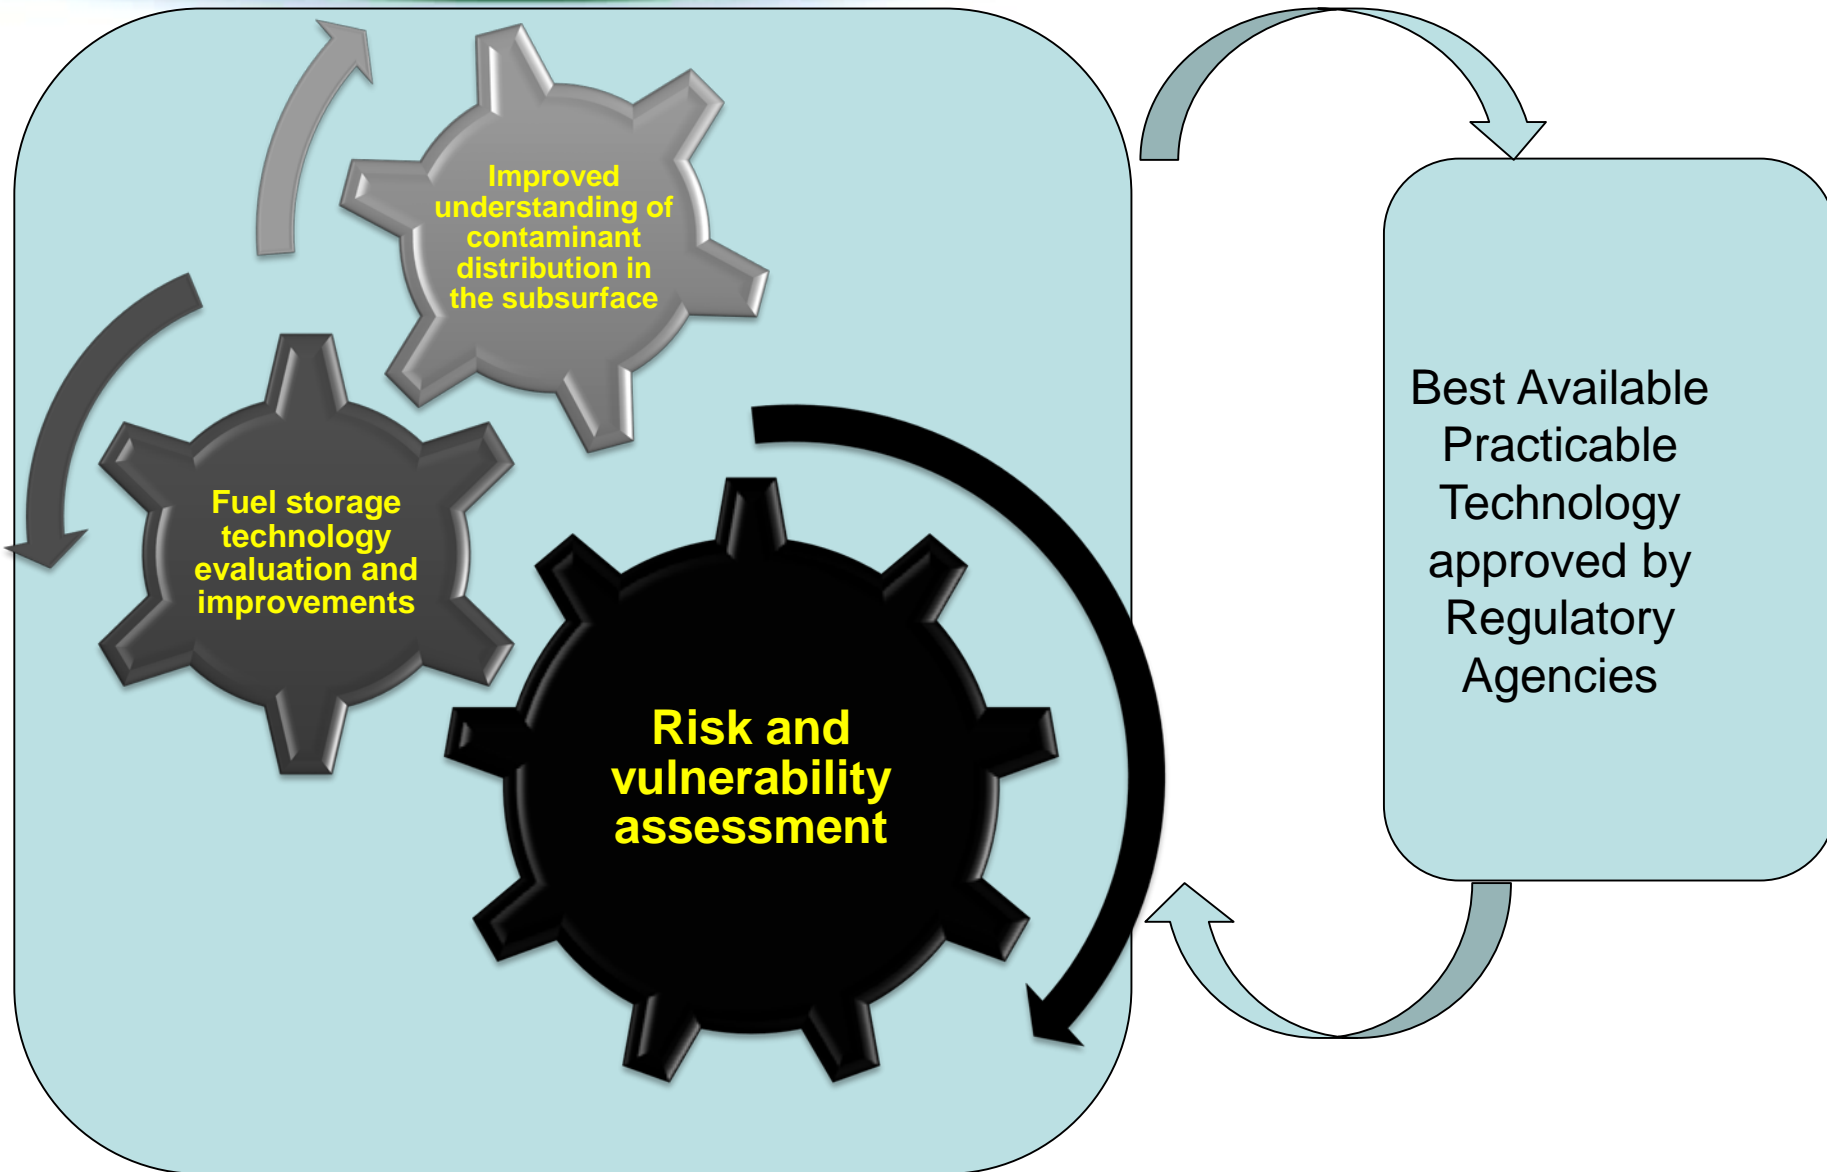 Improved
understanding of
contaminant
distribution in
the subsurface
Fuel storage
technology
evaluation and
improvements
Risk and
vulnerability
assessment
Best Available
Practicable
Technology
approved by
Regulatory
Agencies